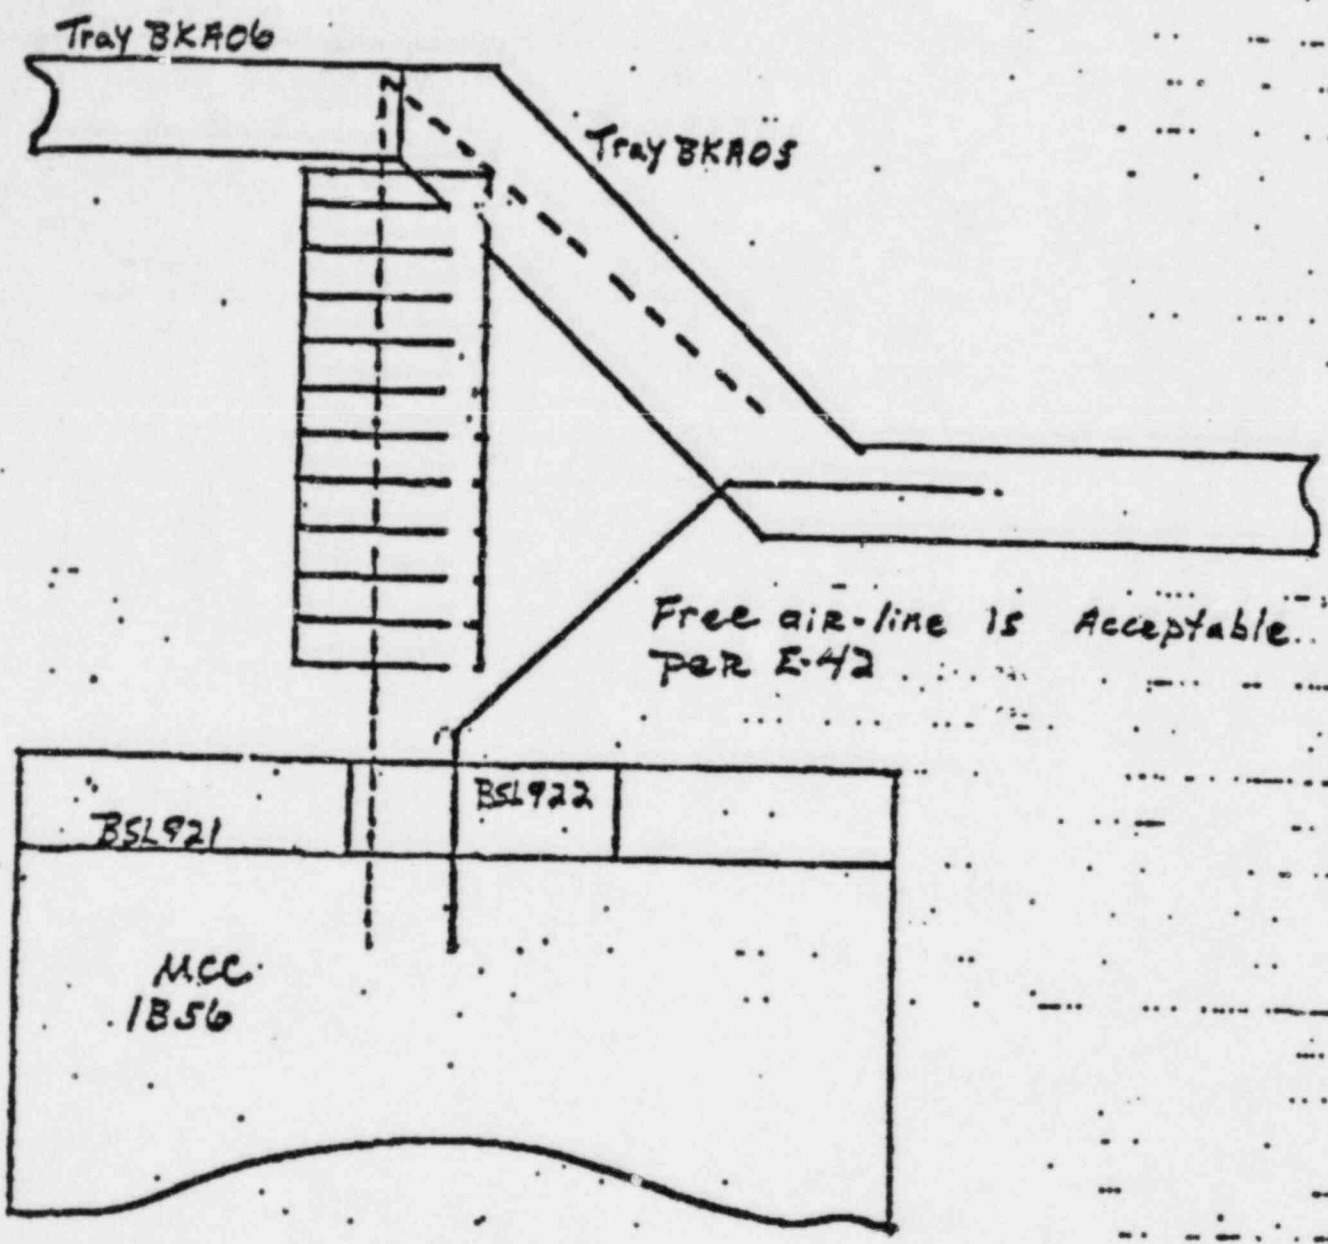 Tray BKA06
Tray BKA05
Free air-line is Acceptable
per E-42
BSL922
BSL921
MCC
1B56